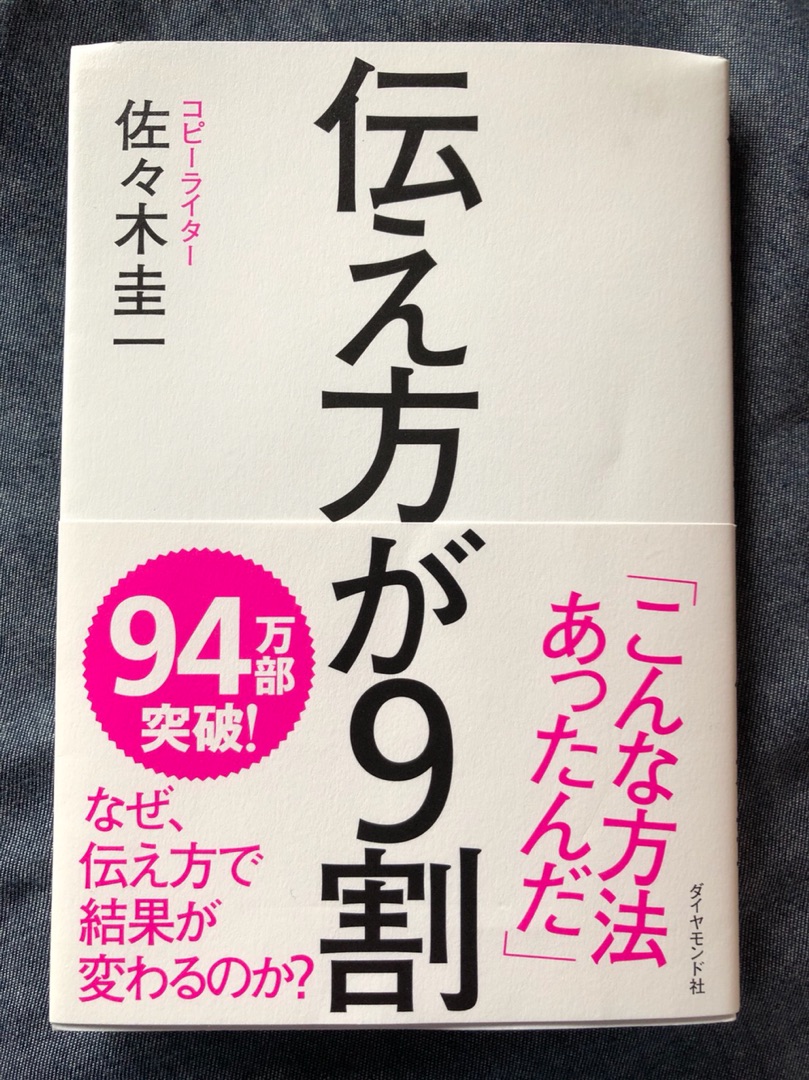 伝え方が9割
コピーライター
佐々木圭一
「こんな方法
あったんだ」
94万部
突破!
なぜ、
伝え方で
結果が
変わるのか?
ダイヤモンド社